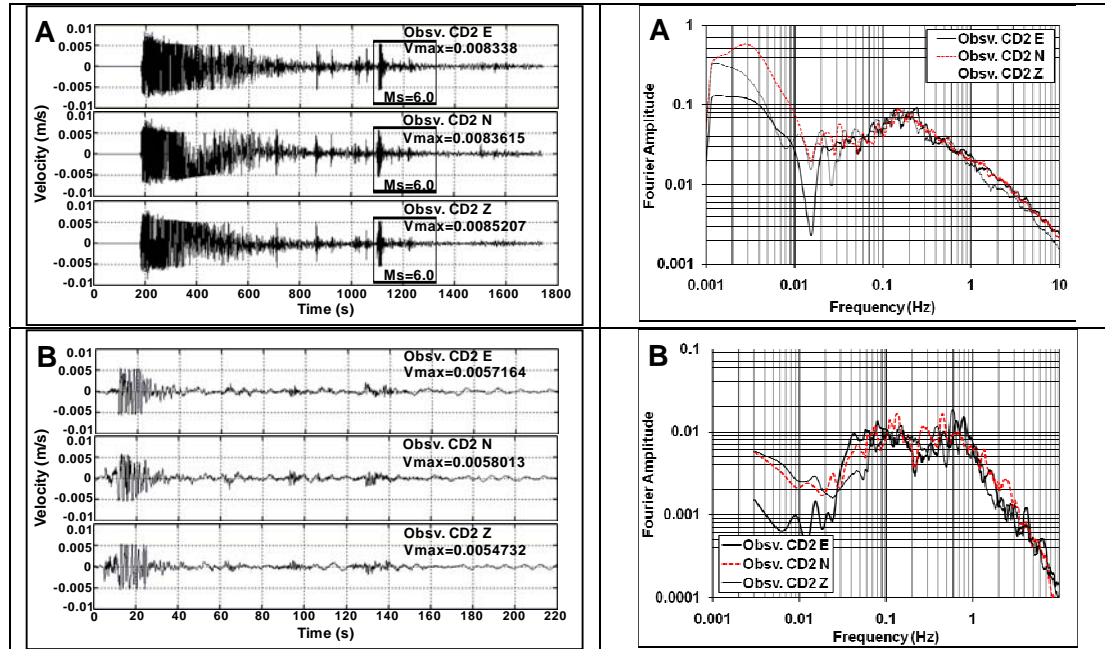 A
Obsv. CD2 E
Vmax=0.008338
0.01
0.005
0
-0.005
-0.01
Ms=6.0
Obsv. CD2 N
Vmax=0.0083615
0.01
0.005
0
-0.005
-0.01
Ms=6.0
Obsv. CD2 Z
Vmax=0.0085207
0.01
0.005
0
-0.005
-0.01
Ms=6.0
Velocity (m/s)
0 200 400 600 800 1000 1200 1400 1600 1800
Time (s)
A
Obsv. CD2 E
Obsv. CD2 N
Obsv. CD2 Z
1
0.1
0.01
0.001
Fourier Amplitude
0.001 0.01 0.1 1 10
Frequency (Hz)
B
Obsv. CD2 E
Vmax=0.0057164
0.01
0.005
0
-0.005
-0.01
Obsv. CD2 N
Vmax=0.0058013
0.01
0.005
0
-0.005
-0.01
Obsv. CD2 Z
Vmax=0.0054732
0.01
0.005
0
-0.005
-0.01
Velocity (m/s)
0 20 40 60 80 100 120 140 160 180 200 220
Time (s)
B
0.1
0.01
0.001
0.0001
Fourier Amplitude
Obsv. CD2 E
Obsv. CD2 N
Obsv. CD2 Z
0.001 0.01 0.1 1
Frequency (Hz)